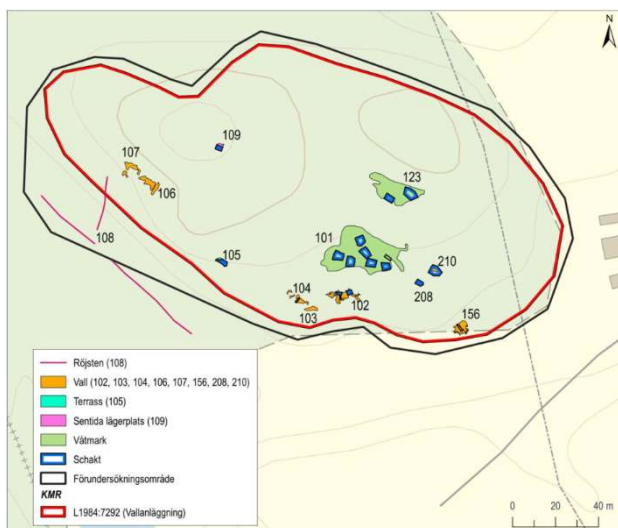 N
109
107
106
123
108
101
105
210
208
104
102
103
156
Röjsten (108)
Vall (102, 103, 104, 106, 107, 156, 208, 210)
Terrass (105)
Sentida lägerplats (109)
Våtmark
Schakt
Förundersökningsområde
KMR
L1984:7292 (Vallanläggning)
0 20 40 m